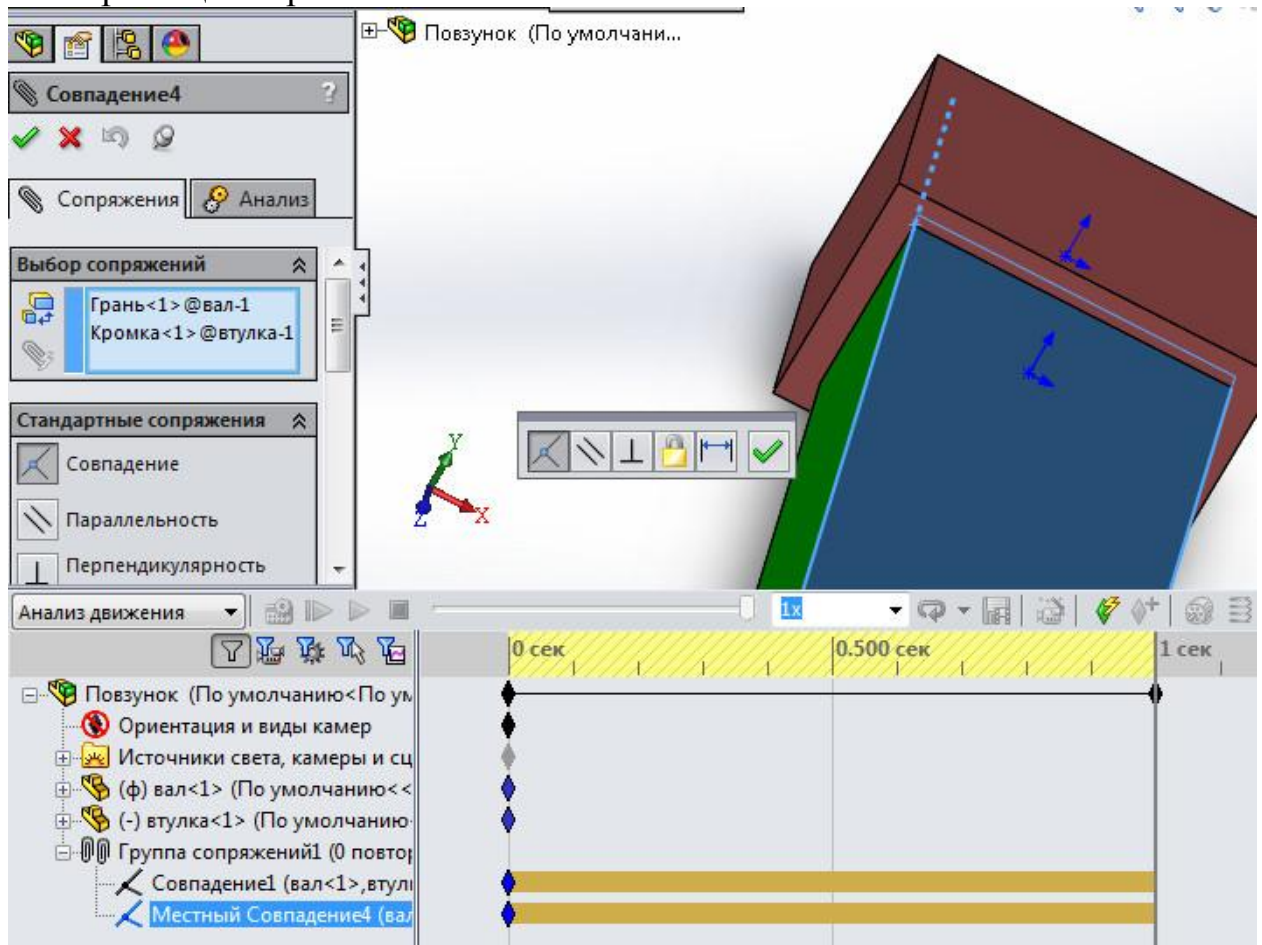 Повзунок (По умолчани...
Совпадение4
?
Сопряжения
Анализ
Выбор сопряжений
Грань<1>@вал-1
Кромка<1>@втулка-1
Стандартные сопряжения
Совпадение
Параллельность
Перпендикулярность
Y
Z
X
Анализ движения
1x
0 сек
0.500 сек
1 сек
Повзунок (По умолчанию<По ум
Ориентация и виды камер
Источники света, камеры и сц
(ф) вал<1> (По умолчанию<<
(-) втулка<1> (По умолчанию
Группа сопряжений1 (0 повтор
Совпадение1 (вал<1>,втул
Местный Совпадение4 (вал